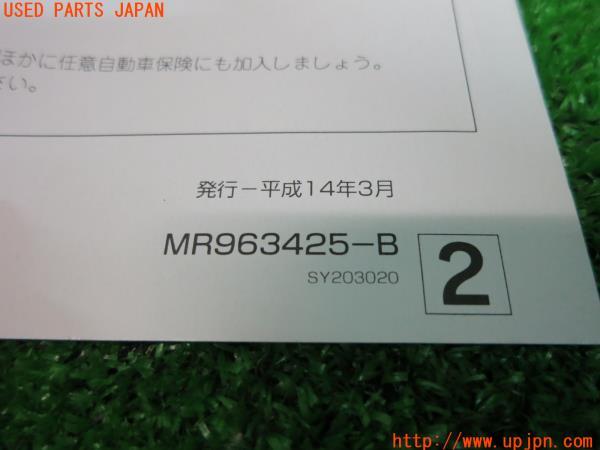 USED PARTS JAPAN
ほかに任意自動車保険にも加入しましょう。
さい。
発行－平成14年3月
MR963425-B
SY203020
2
http://www.upjpn.com/